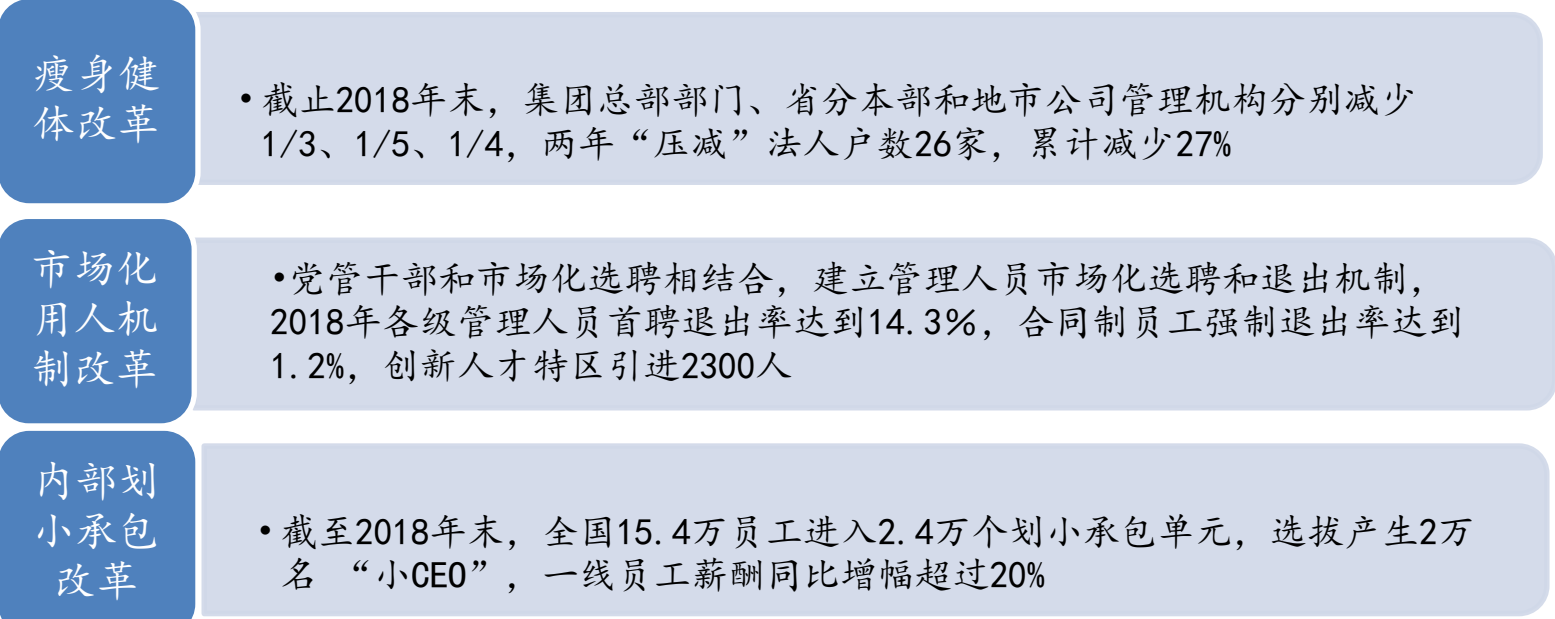 瘦身健
体改革
•截止2018年末，集团总部部门、省分本部和地市公司管理机构分别减少
1/3、1/5、1/4，两年“压减”法人户数26家，累计减少27%
市场化
用人机
制改革
•党管干部和市场化选聘相结合，建立管理人员市场化选聘和退出机制，
2018年各级管理人员首聘退出率达到14.3％，合同制员工强制退出率达到
1.2%，创新人才特区引进2300人
内部划
小承包
改革
•截至2018年末，全国15.4万员工进入2.4万个划小承包单元，选拔产生2万
名 “小CEO”，一线员工薪酬同比增幅超过20%